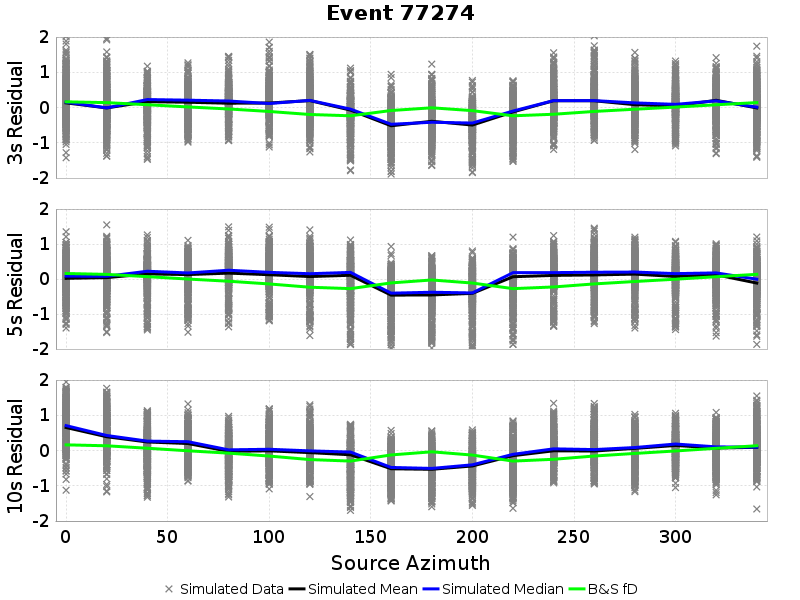 Event 77274
3s Residual
2
1
0
-1
-2
5s Residual
2
1
0
-1
-2
10s Residual
2
1
0
-1
-2
0 50 100 150 200 250 300
Source Azimuth
Simulated Data Simulated Mean Simulated Median B&S fD